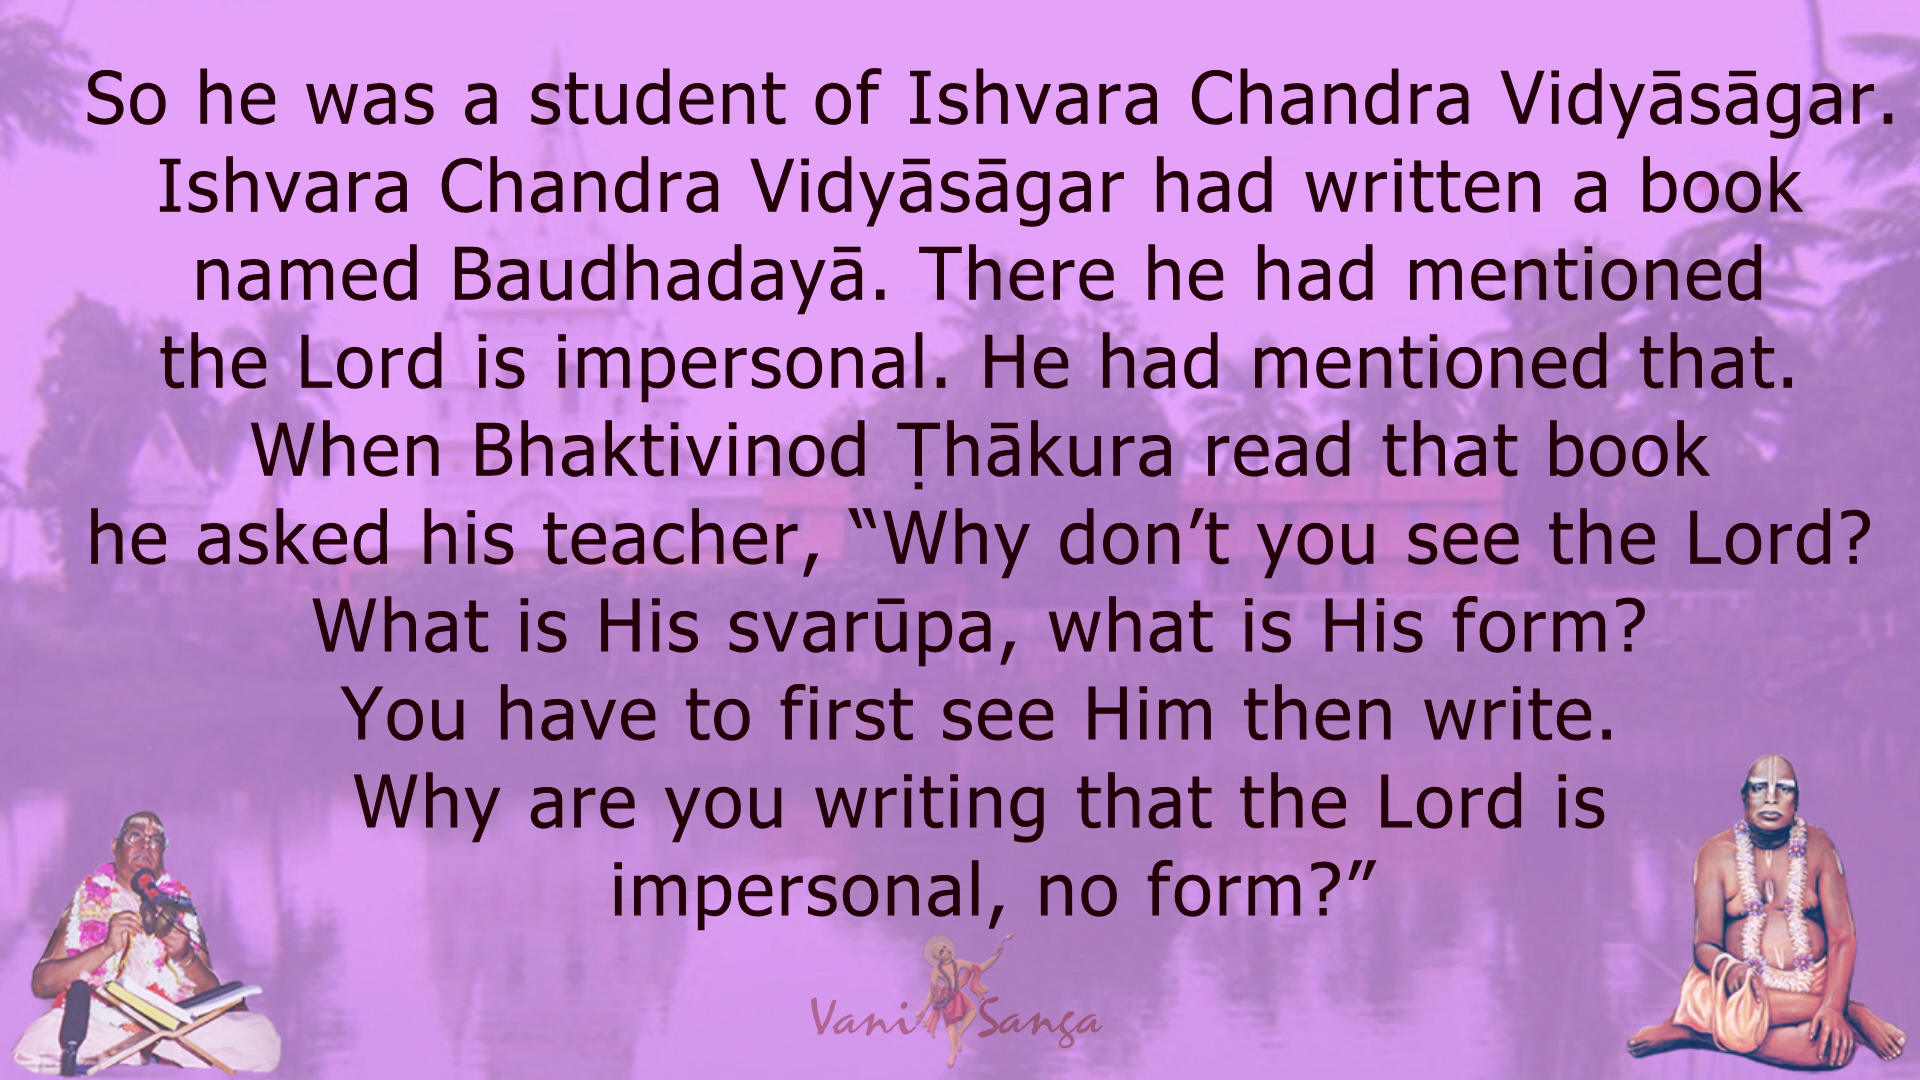 So he was a student of Ishvara Chandra Vidyāsāgar.
Ishvara Chandra Vidyāsāgar had written a book
named Baudhadayā. There he had mentioned
the Lord is impersonal. He had mentioned that.
When Bhaktivinod Ṭhākura read that book
he asked his teacher, “Why don’t you see the Lord?
What is His svarūpa, what is His form?
You have to first see Him then write.
Why are you writing that the Lord is
impersonal, no form?”
Vani Sanga